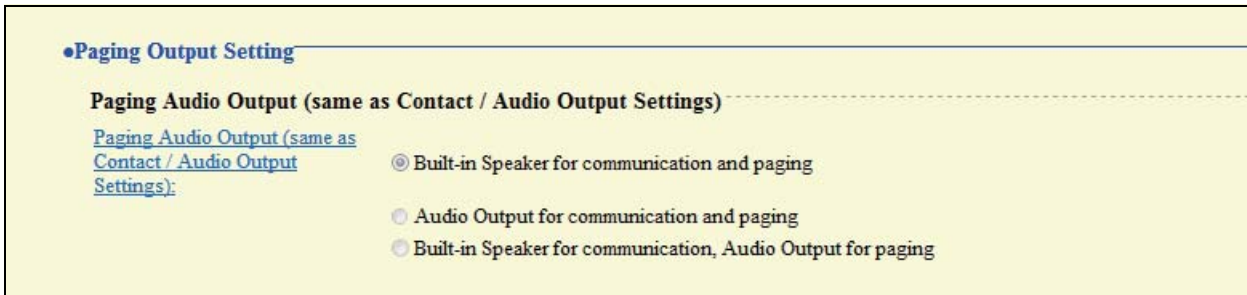 ●Paging Output Setting
Paging Audio Output (same as Contact / Audio Output Settings)
Paging Audio Output (same as
Contact / Audio Output
Settings):
Built-in Speaker for communication and paging
Audio Output for communication and paging
Built-in Speaker for communication, Audio Output for paging